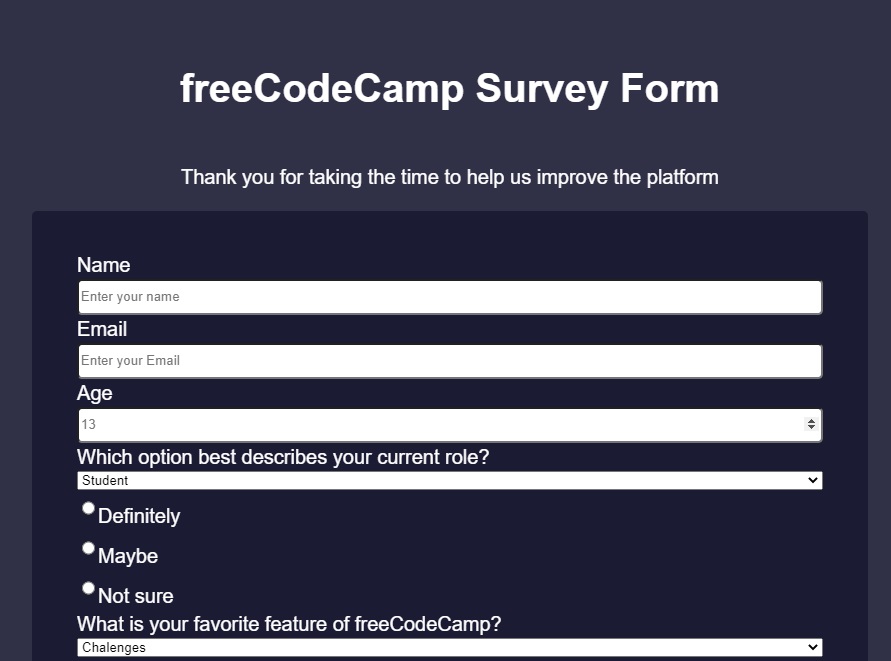 freeCodeCamp Survey Form
Thank you for taking the time to help us improve the platform
Name
Enter your name
Email
Enter your Email
Age
13
Which option best describes your current role?
Student
Definitely
Maybe
Not sure
What is your favorite feature of freeCodeCamp?
Chalenges